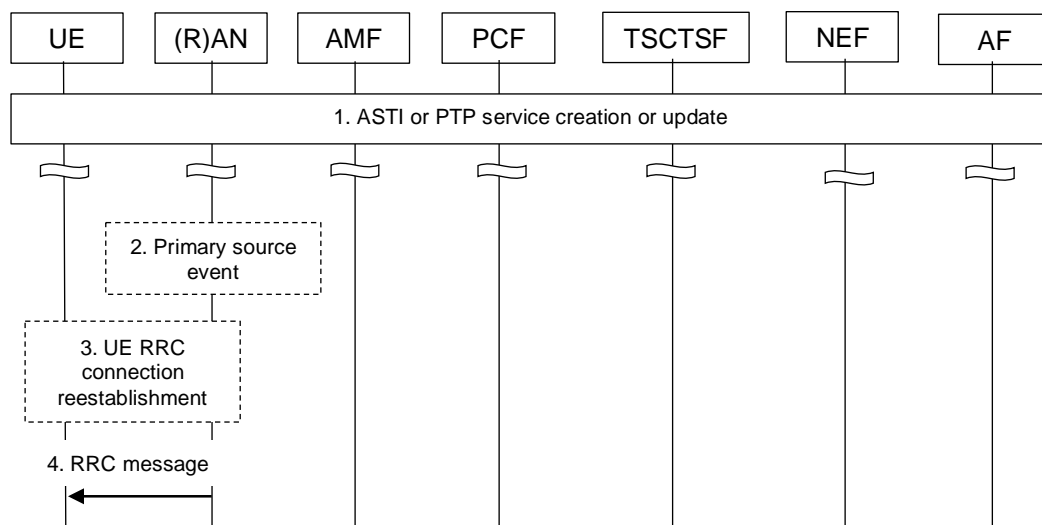 UE
(R)AN
AMF
PCF
TSCTSF
NEF
AF
1. ASTI or PTP service creation or update
2. Primary source
event
3. UE RRC
connection
reestablishment
4. RRC message